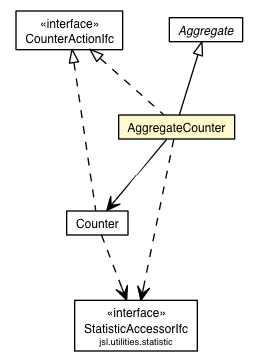 «interface»
CounterActionIfc
Aggregate
AggregateCounter
Counter
«interface»
StatisticAccessorIfc
jsl.utilities.statistic